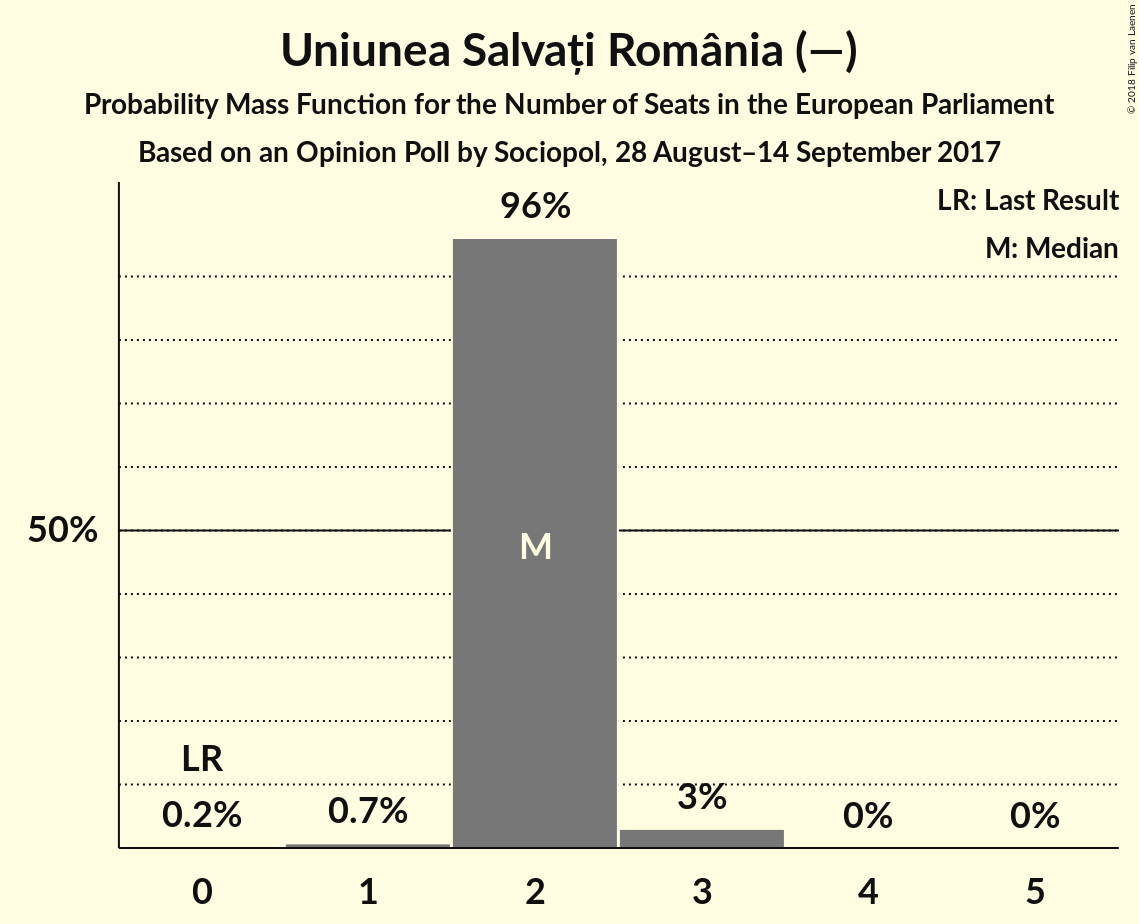 Uniunea Salvați România (—)
Probability Mass Function for the Number of Seats in the European Parliament
Based on an Opinion Poll by Sociopol, 28 August–14 September 2017
© 2018 Filip van Laenen
LR: Last Result
M: Median
96%
50%
M
LR
0.2%
0.7%
3%
0%
0%
0
1
2
3
4
5